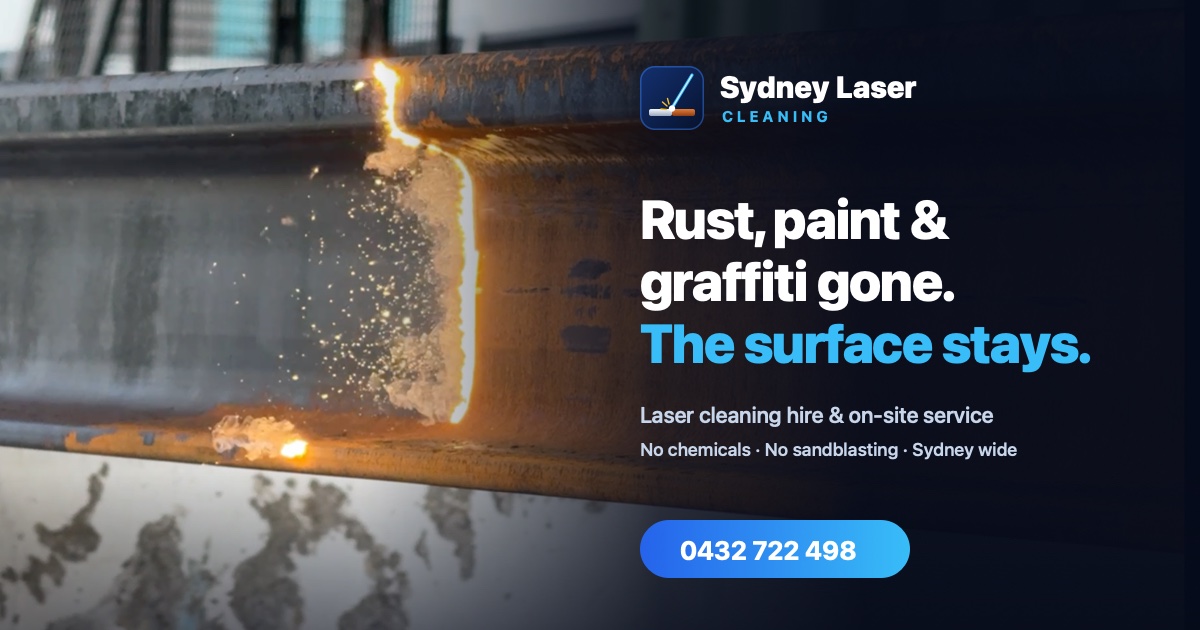 Sydney Laser
CLEANING
Rust, paint &
graffiti gone.
The surface stays.
Laser cleaning hire & on-site service
No chemicals · No sandblasting · Sydney wide
0432 722 498